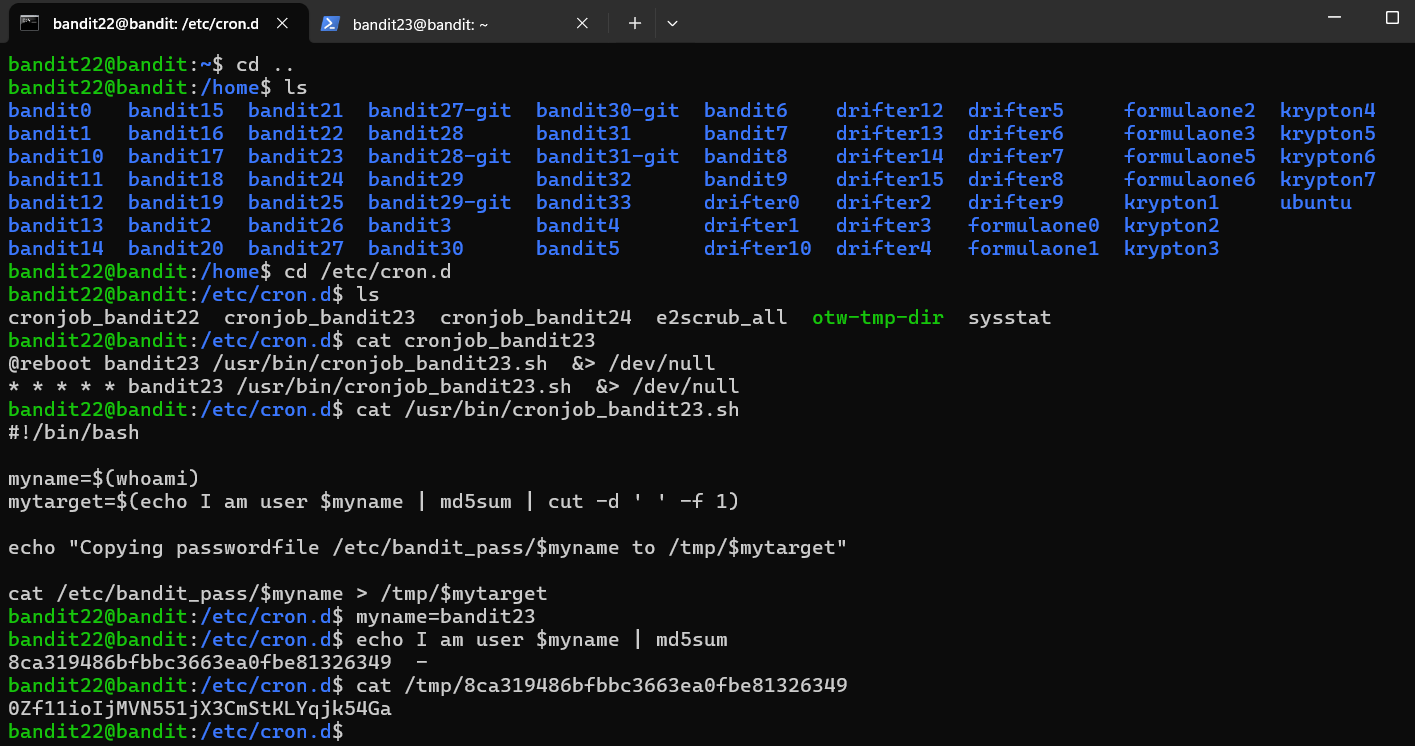 bandit22@bandit: /etc/cron.d
bandit23@bandit: ~
bandit22@bandit:~$ cd ..
bandit22@bandit:/home$ ls
bandit0 bandit15 bandit21 bandit27-git bandit30-git bandit6 drifter12 drifter5 formulaone2 krypton4
bandit1 bandit16 bandit22 bandit28 bandit31 bandit7 drifter13 drifter6 formulaone3 krypton5
bandit10 bandit17 bandit23 bandit28-git bandit31-git bandit8 drifter14 drifter7 formulaone5 krypton6
bandit11 bandit18 bandit24 bandit29 bandit32 bandit9 drifter15 drifter8 formulaone6 krypton7
bandit12 bandit19 bandit25 bandit29-git bandit33 drifter0 drifter2 drifter9 krypton1 ubuntu
bandit13 bandit2 bandit26 bandit3 bandit4 drifter1 drifter3 formulaone0 krypton2
bandit14 bandit20 bandit27 bandit30 bandit5 drifter10 drifter4 formulaone1 krypton3
bandit22@bandit:/home$ cd /etc/cron.d
bandit22@bandit:/etc/cron.d$ ls
cronjob_bandit22 cronjob_bandit23 cronjob_bandit24 e2scrub_all otw-tmp-dir sysstat
bandit22@bandit:/etc/cron.d$ cat cronjob_bandit23
@reboot bandit23 /usr/bin/cronjob_bandit23.sh &> /dev/null
* * * * * bandit23 /usr/bin/cronjob_bandit23.sh &> /dev/null
bandit22@bandit:/etc/cron.d$ cat /usr/bin/cronjob_bandit23.sh
#!/bin/bash
myname=$(whoami)
mytarget=$(echo I am user $myname | md5sum | cut -d ' ' -f 1)
echo "Copying passwordfile /etc/bandit_pass/$myname to /tmp/$mytarget"
cat /etc/bandit_pass/$myname > /tmp/$mytarget
bandit22@bandit:/etc/cron.d$ myname=bandit23
bandit22@bandit:/etc/cron.d$ echo I am user $myname | md5sum
8ca319486bfbbc3663ea0fbe81326349 -
bandit22@bandit:/etc/cron.d$ cat /tmp/8ca319486bfbbc3663ea0fbe81326349
0Zf11ioIjMVN551jX3CmStKLYqjk54Ga
bandit22@bandit:/etc/cron.d$